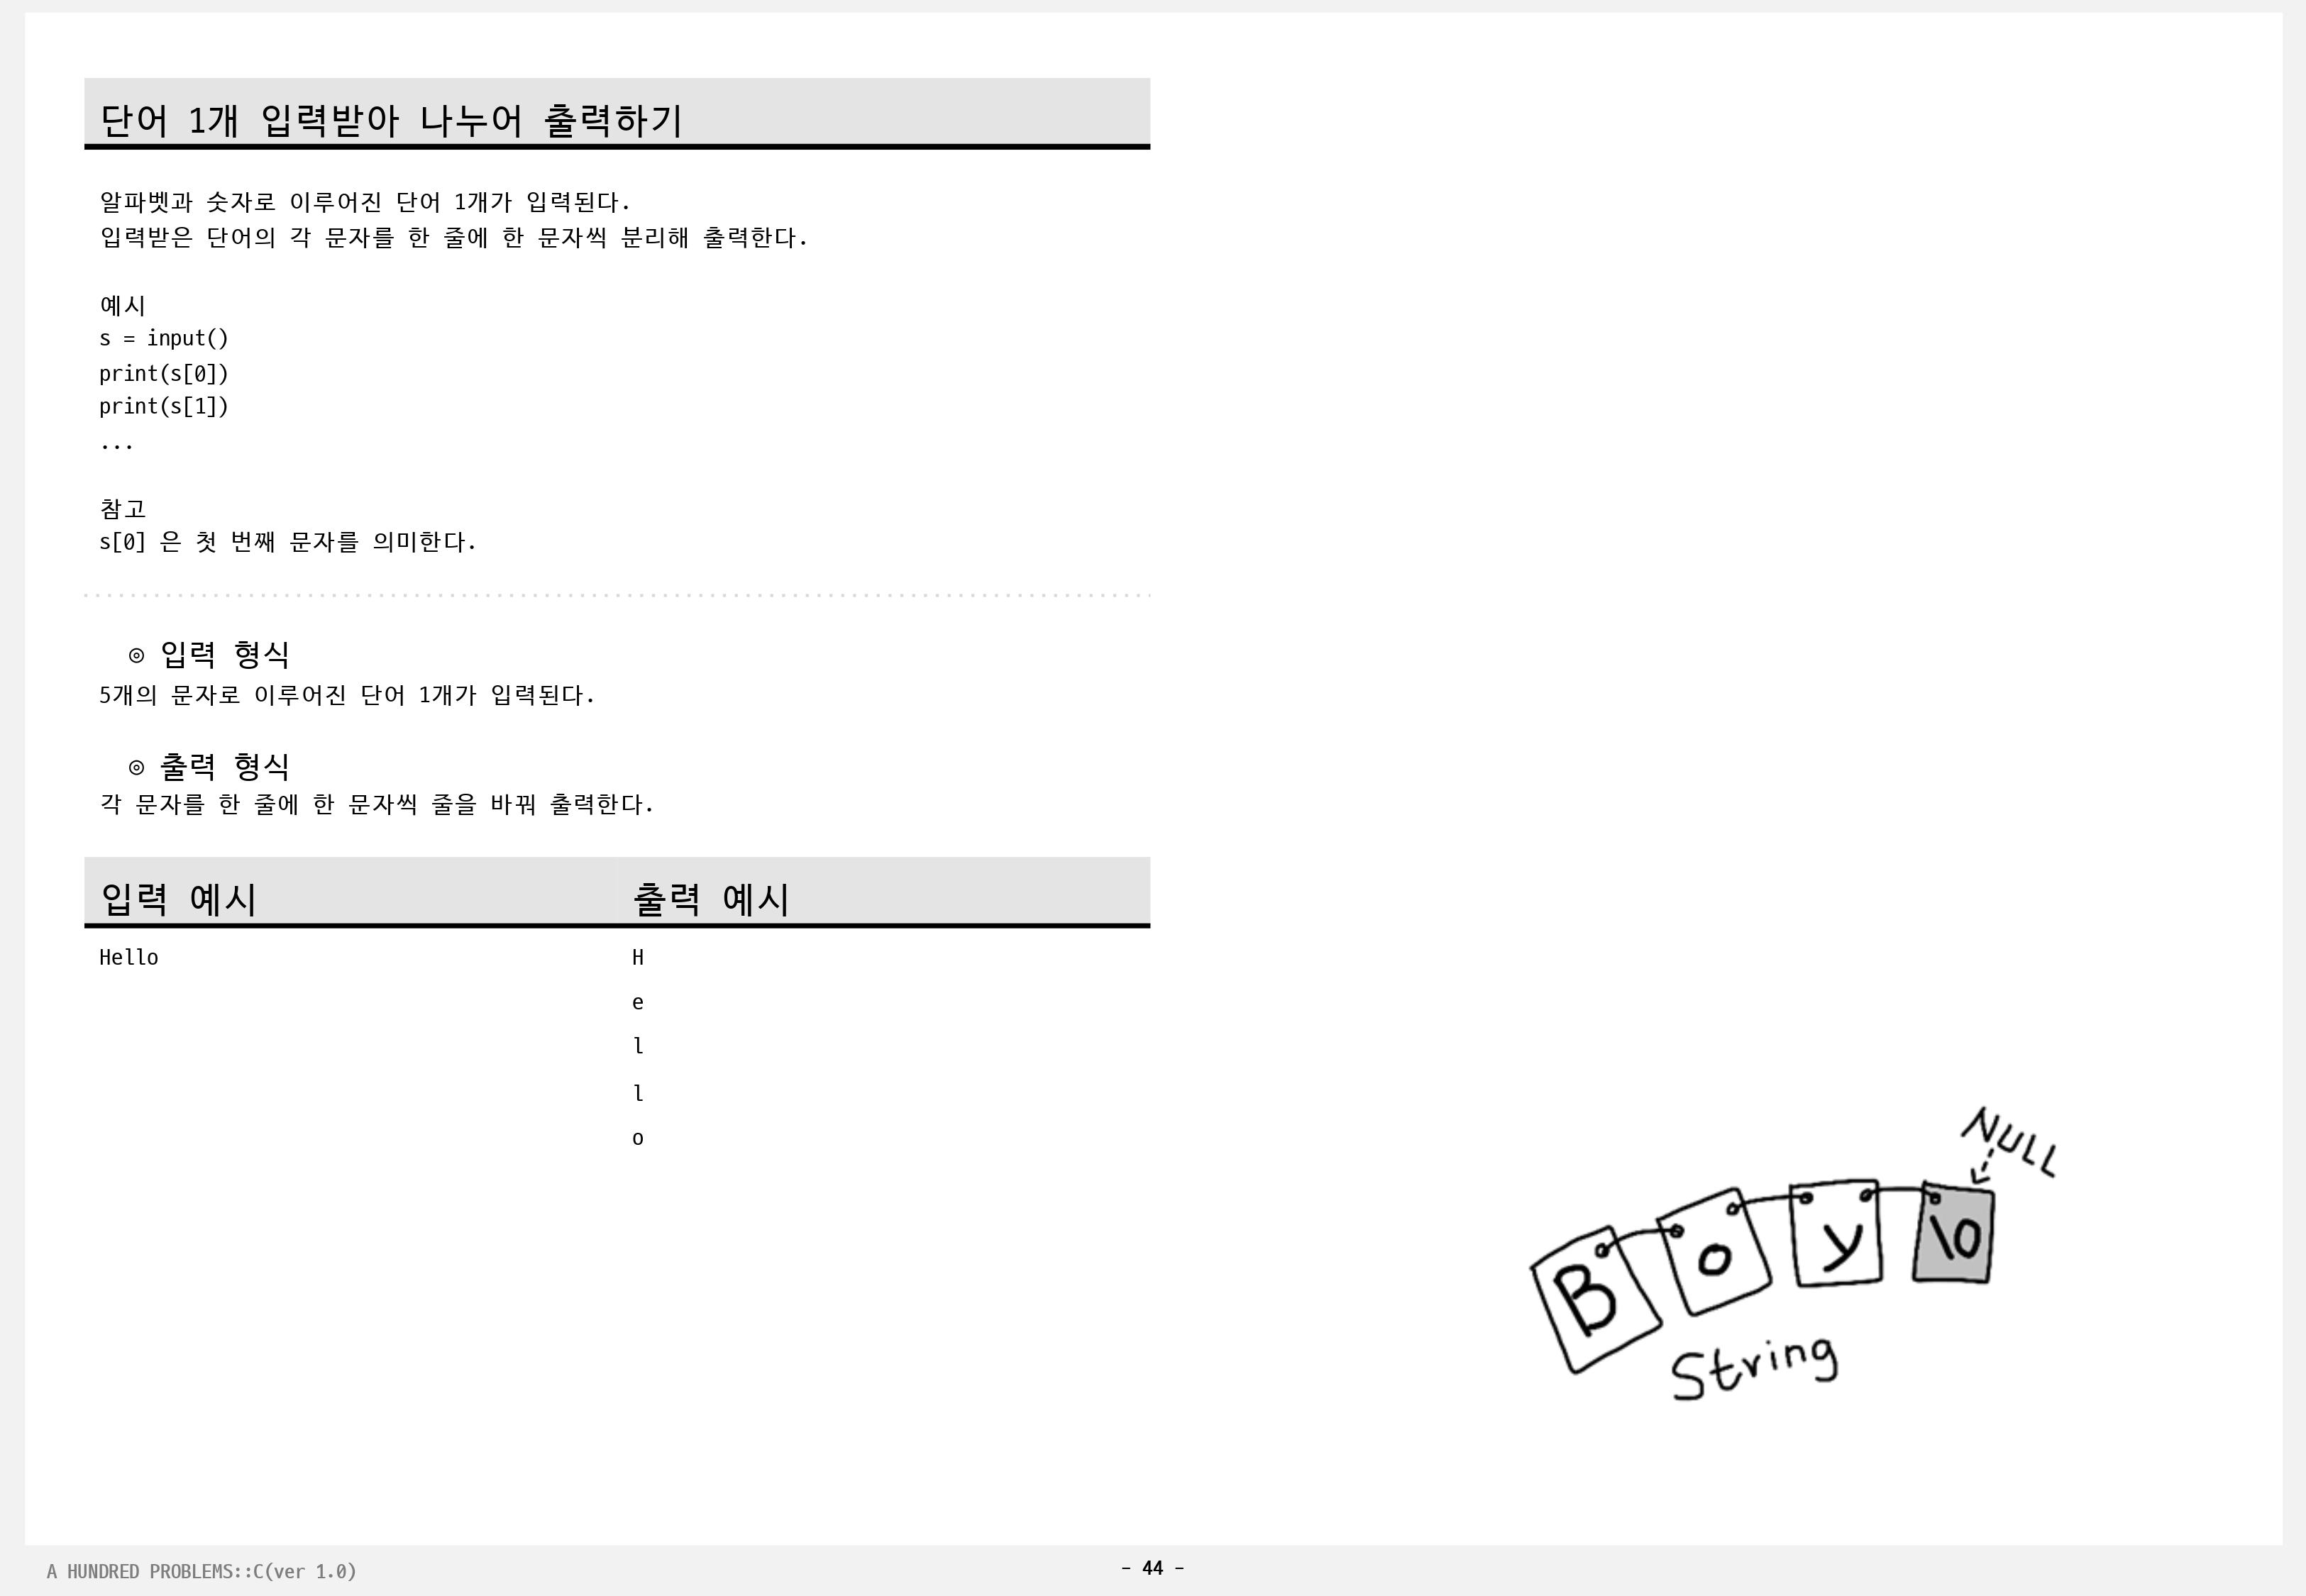 단어 1개 입력받아 나누어 출력하기
알파벳과 숫자로 이루어진 단어 1개가 입력된다.
입력받은 단어의 각 문자를 한 줄에 한 문자씩 분리해 출력한다.
예시
s = input()
print(s[0])
print(s[1])
...
참고
s[0] 은 첫 번째 문자를 의미한다.
◎ 입력 형식
5개의 문자로 이루어진 단어 1개가 입력된다.
◎ 출력 형식
각 문자를 한 줄에 한 문자씩 줄을 바꿔 출력한다.
입력 예시 출력 예시
Hello H
e
l
l
o
NULL
B o y \0
String
A HUNDRED PROBLEMS::C(ver 1.0)
- 44 -